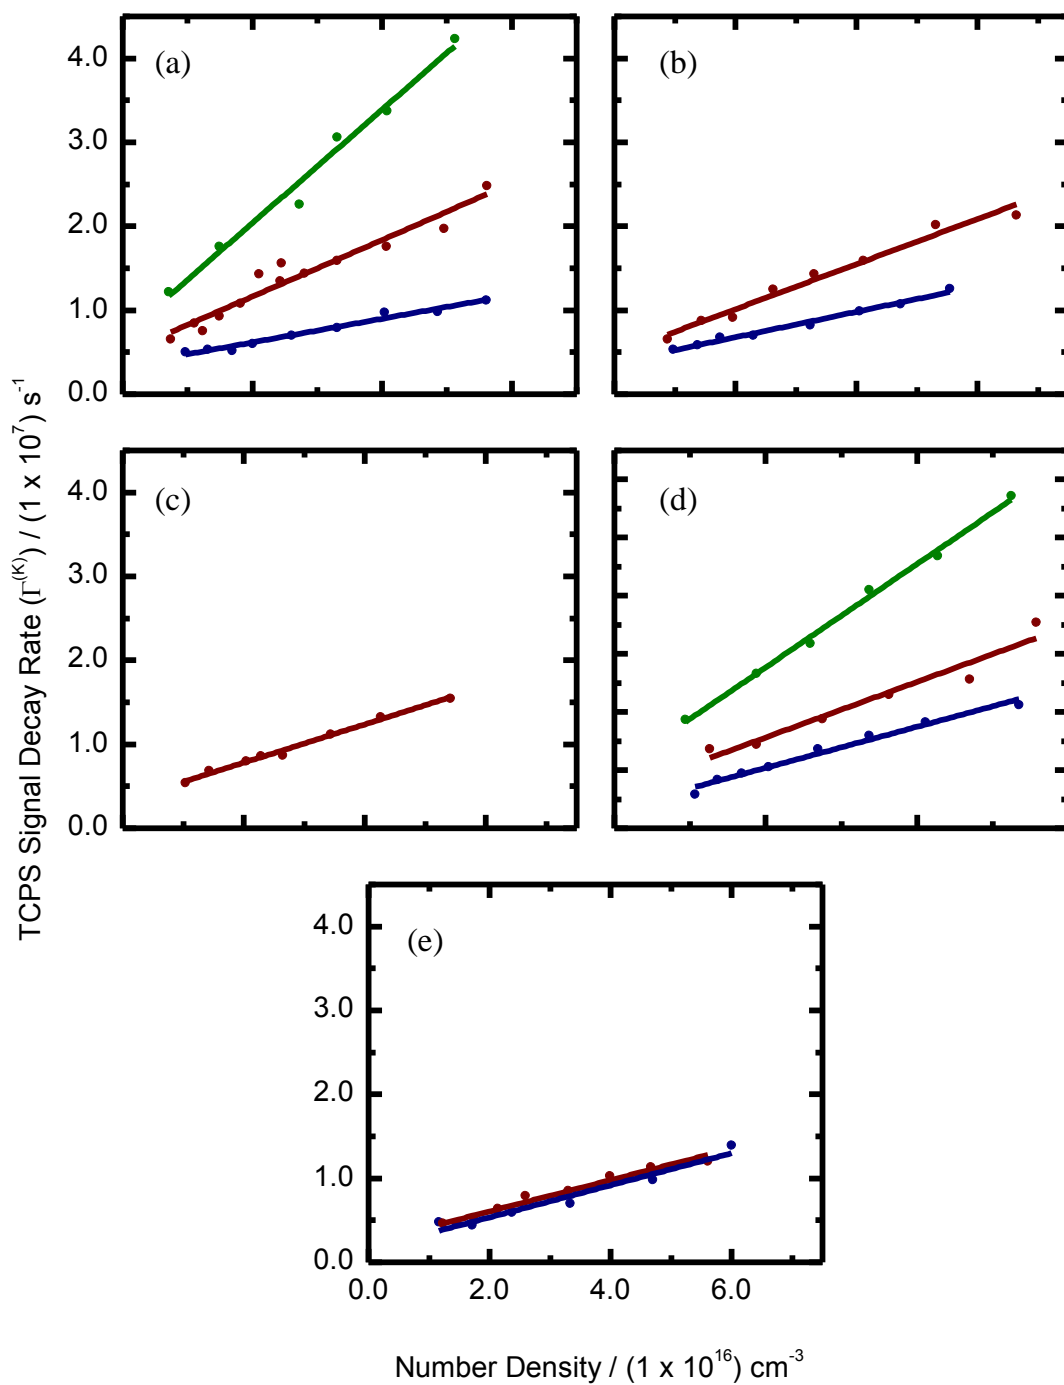 TCPS Signal Decay Rate (Γ(K)) / (1 x 10⁷) s⁻¹
(a)
4.0
3.0
2.0
1.0
0.0
(b)
(c)
4.0
3.0
2.0
1.0
0.0
(d)
(e)
4.0
3.0
2.0
1.0
0.0
0.0 2.0 4.0 6.0
Number Density / (1 x 10¹⁶) cm⁻³